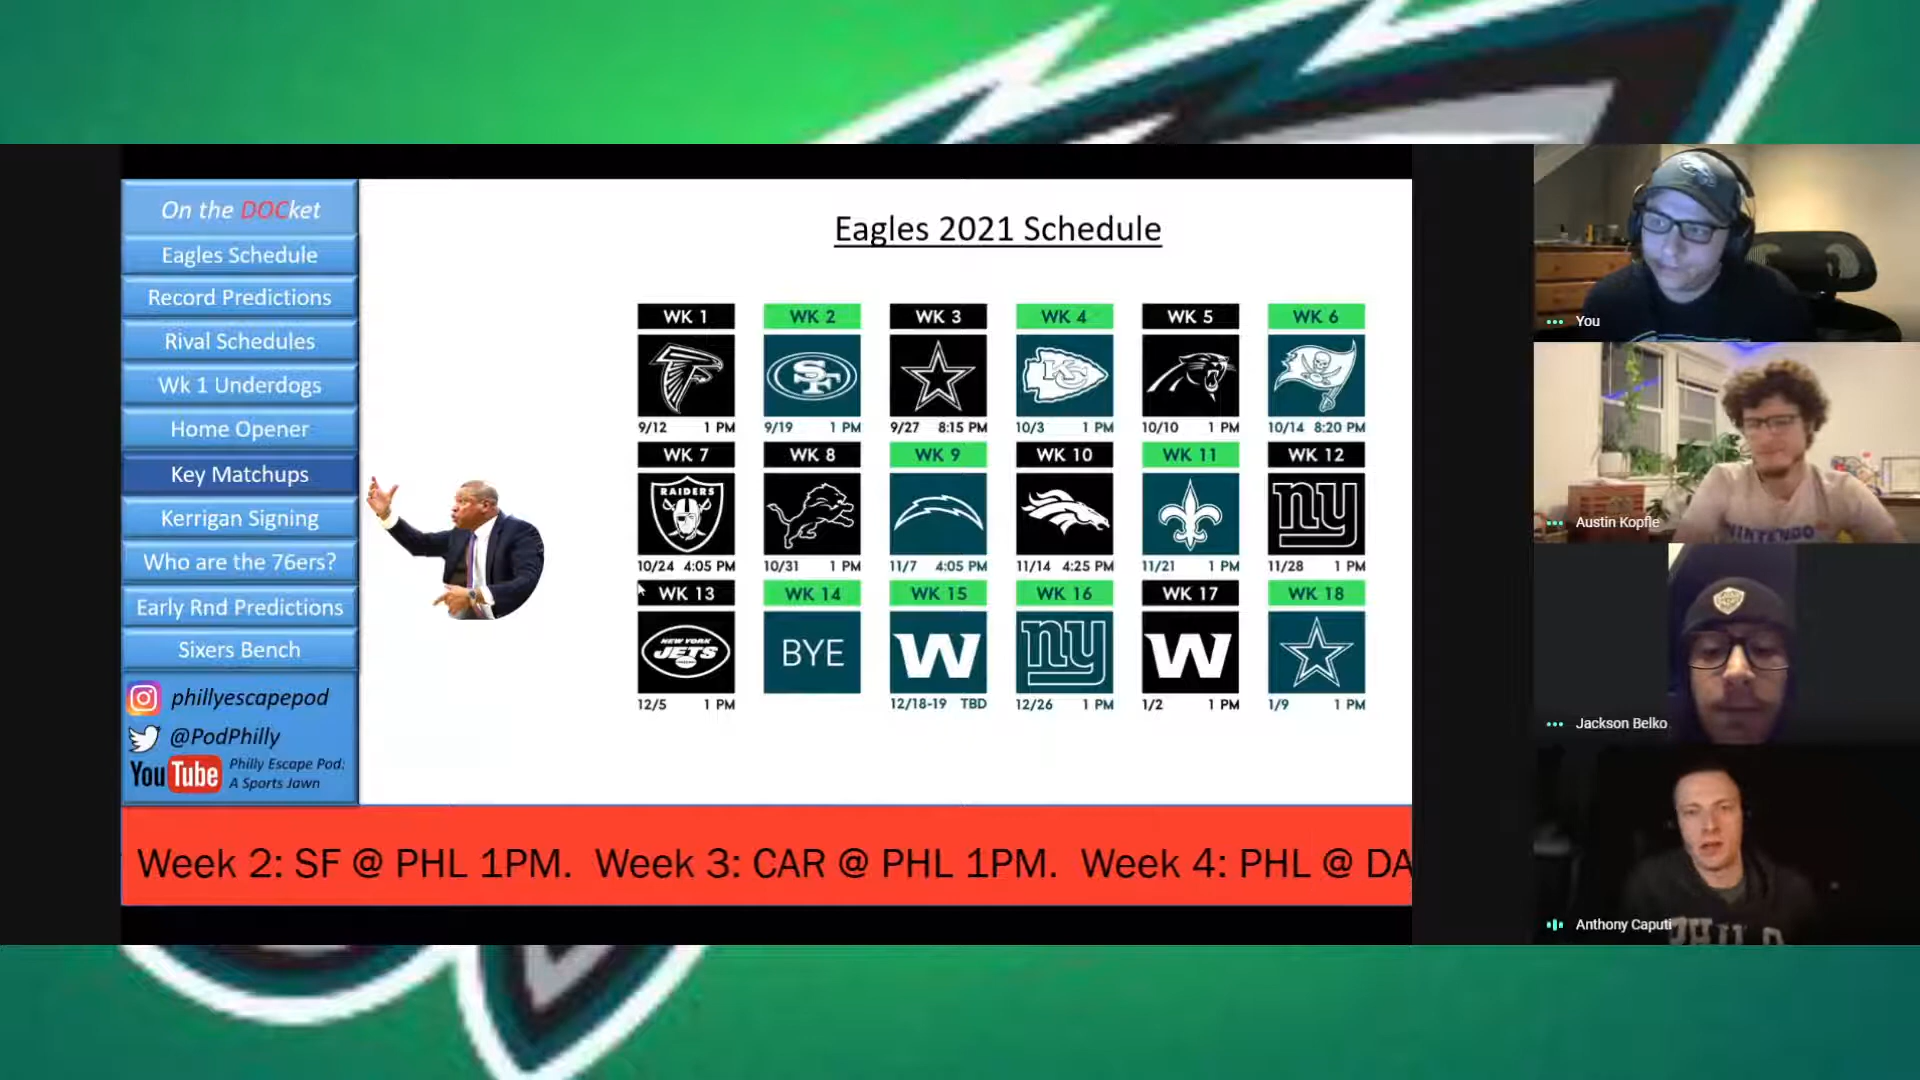 On the DOCket
Eagles Schedule
Record Predictions
Rival Schedules
Wk 1 Underdogs
Home Opener
Key Matchups
Kerrigan Signing
Who are the 76ers?
Early Rnd Predictions
Sixers Bench
phillyescapepod
@PodPhilly
YouTube
Philly Escape Pod:
A Sports Jawn
Eagles 2021 Schedule
WK 1 WK 2 WK 3 WK 4 WK 5 WK 6
SF KC
9/12 1 PM 9/19 1 PM 9/27 8:15 PM 10/3 1 PM 10/10 1 PM 10/14 8:20 PM
WK 7 WK 8 WK 9 WK 10 WK 11 WK 12
RAIDERS ny
10/24 4:05 PM 10/31 1 PM 11/7 4:05 PM 11/14 4:25 PM 11/21 1 PM 11/28 1 PM
WK 13 WK 14 WK 15 WK 16 WK 17 WK 18
NEW YORK
JETS BYE W ny W
12/5 1 PM 12/18-19 TBD 12/26 1 PM 1/2 1 PM 1/9 1 PM
Week 2: SF @ PHL 1PM. Week 3: CAR @ PHL 1PM. Week 4: PHL @ DA
You
Austin Kopfle
NINTENDO
Jackson Belko
Anthony Caputi
PHILA